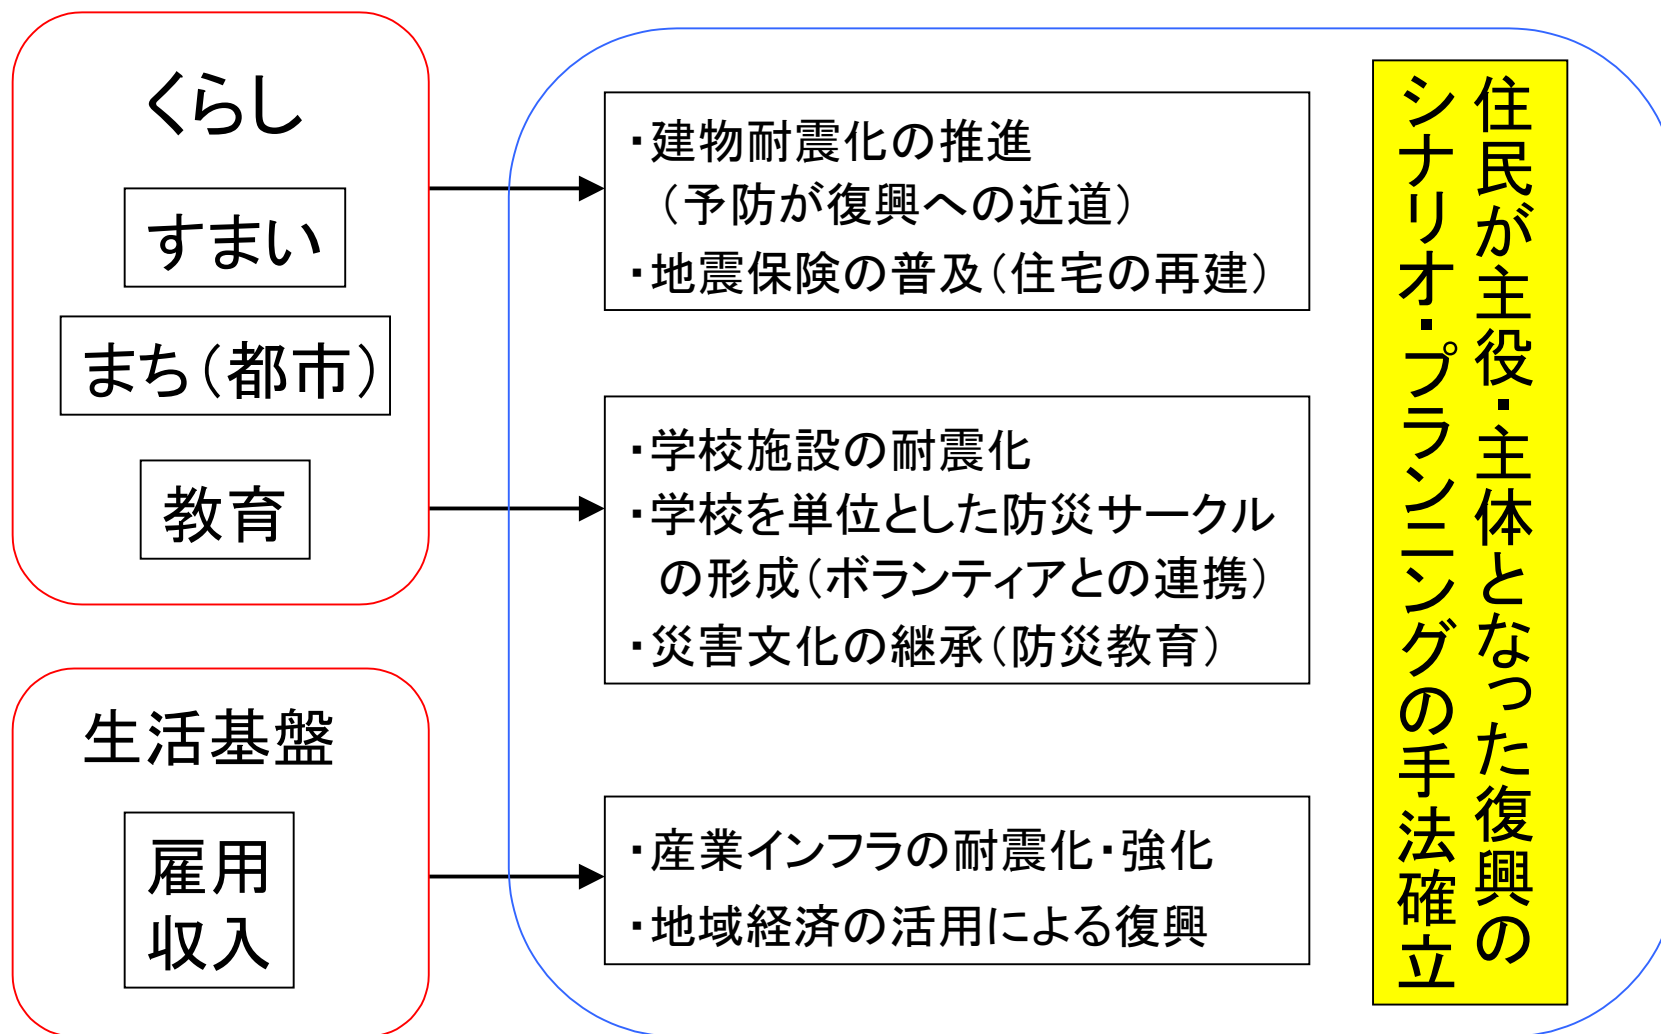 くらし
すまい
まち(都市)
教育
生活基盤
雇用
収入
・建物耐震化の推進
(予防が復興への近道)
・地震保険の普及(住宅の再建)
・学校施設の耐震化
・学校を単位とした防災サークル
の形成(ボランティアとの連携)
・災害文化の継承(防災教育)
・産業インフラの耐震化・強化
・地域経済の活用による復興
住民が主役・主体となった復興の
シナリオ・プランニングの手法確立